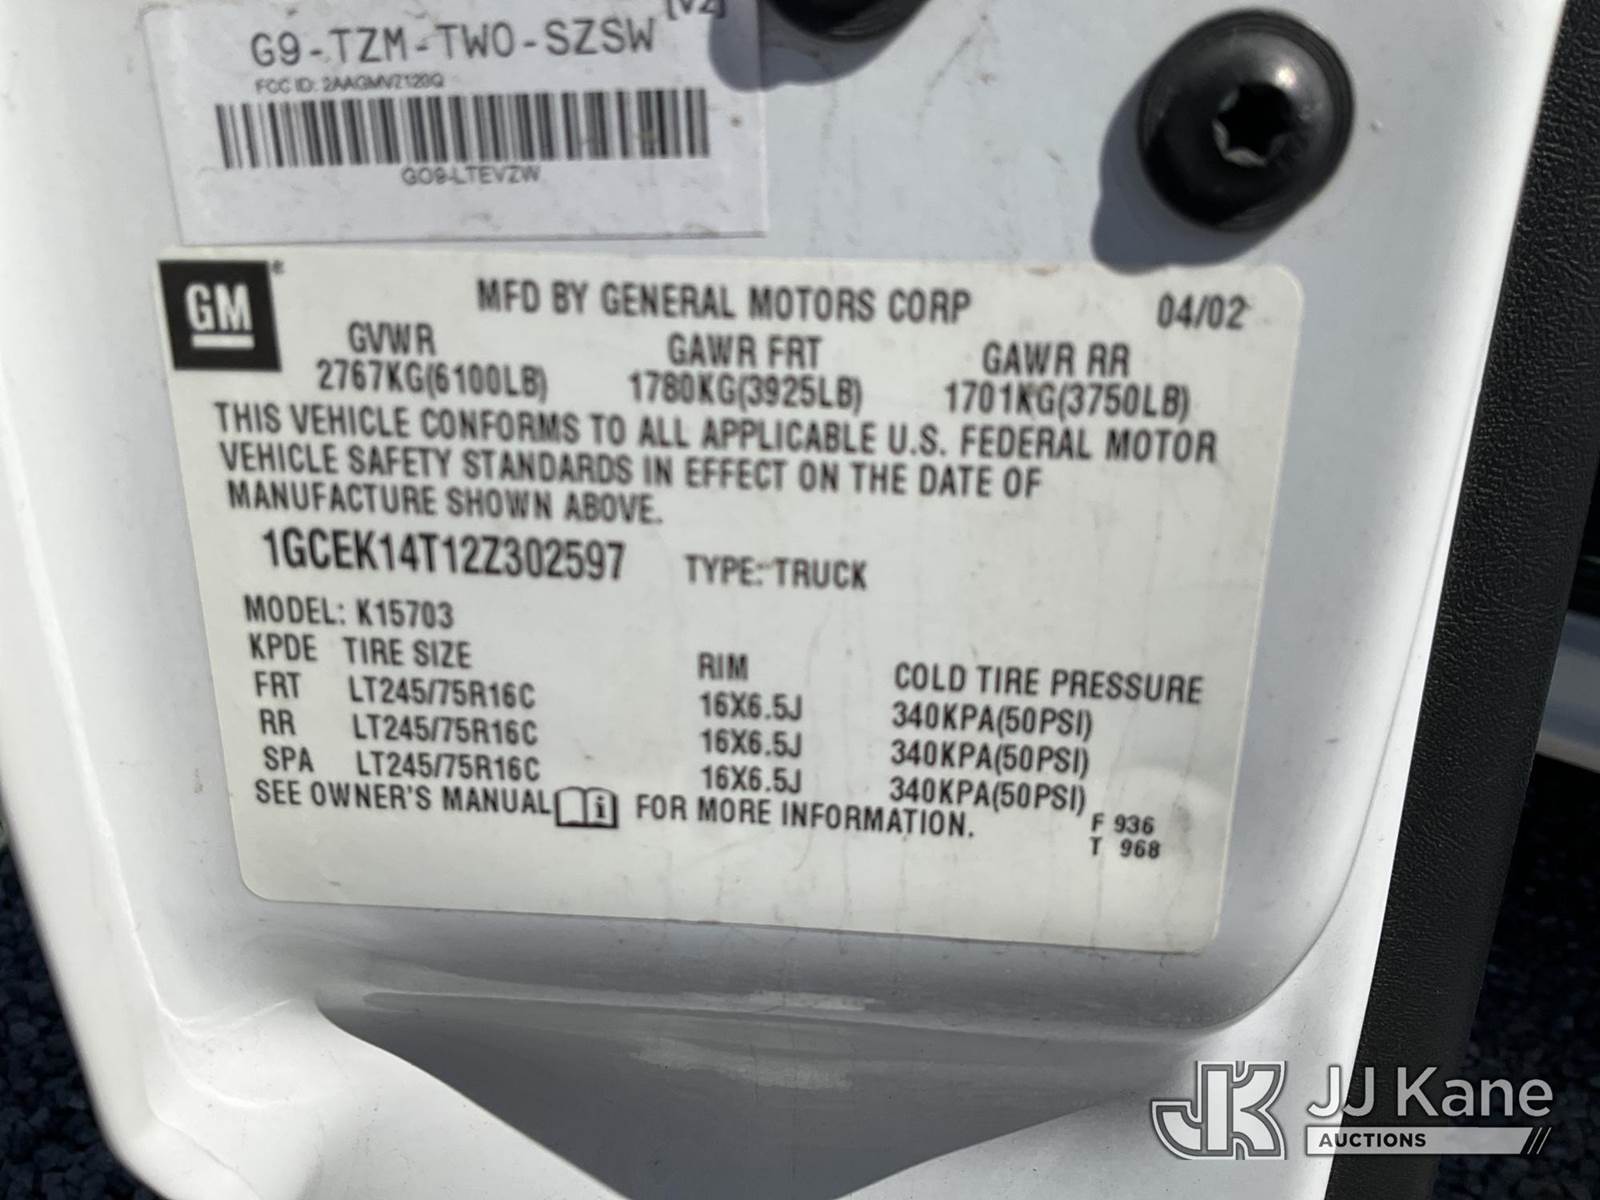 [VZ]
G9-TZM-TWO-SZSW
FCC ID: 2AAGMVZ120Q
GO9-LTEVZW
GM®
MFD BY GENERAL MOTORS CORP 04/02
GVWR GAWR FRT GAWR RR
2767KG(6100LB) 1780KG(3925LB) 1701KG(3750LB)
THIS VEHICLE CONFORMS TO ALL APPLICABLE U.S. FEDERAL MOTOR
VEHICLE SAFETY STANDARDS IN EFFECT ON THE DATE OF
MANUFACTURE SHOWN ABOVE.
1GCEK14T12Z302597 TYPE: TRUCK
MODEL: K15703
KPDE TIRE SIZE RIM COLD TIRE PRESSURE
FRT LT245/75R16C 16X6.5J 340KPA(50PSI)
RR LT245/75R16C 16X6.5J 340KPA(50PSI)
SPA LT245/75R16C 16X6.5J 340KPA(50PSI)
SEE OWNER'S MANUAL i FOR MORE INFORMATION.
F 936
T 968
JK JJ Kane
AUCTIONS